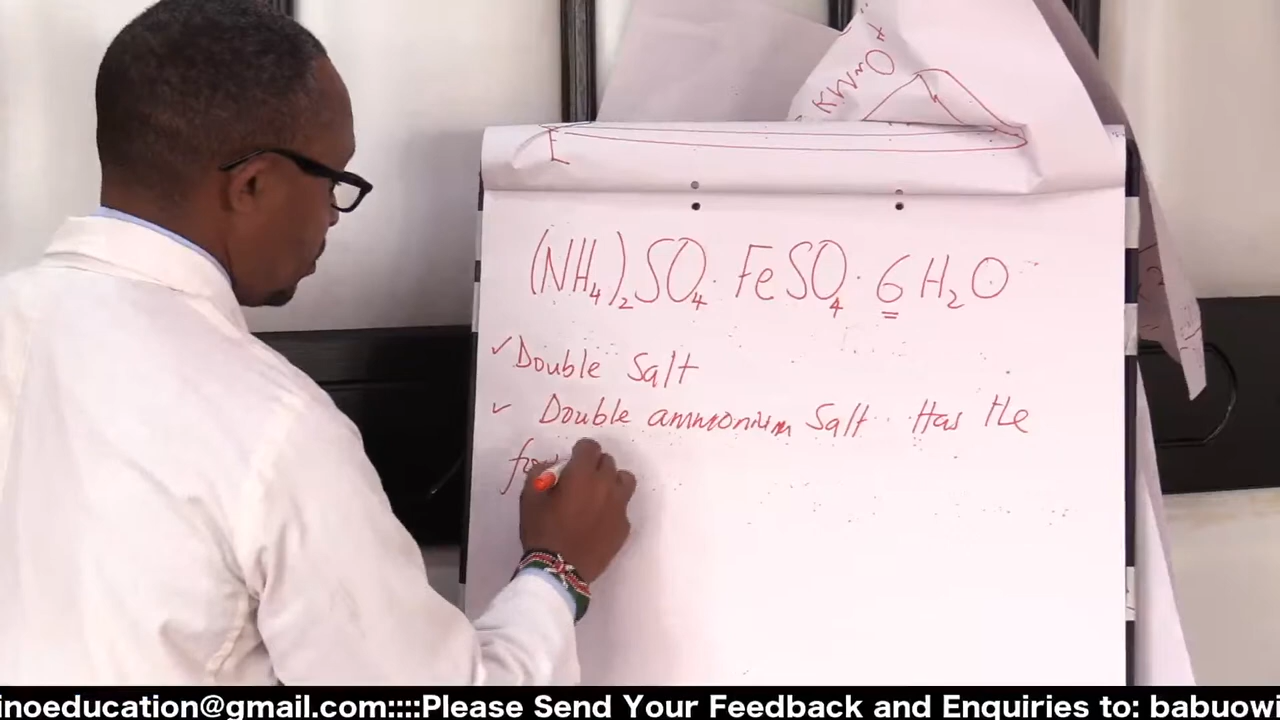 KMnO4
E
(NH4)2SO4 · FeSO4 · 6H2O
✓Double Salt
✓ Double ammonium Salt. Has the
inoeducation@gmail.com::::Please Send Your Feedback and Enquiries to: babuowi